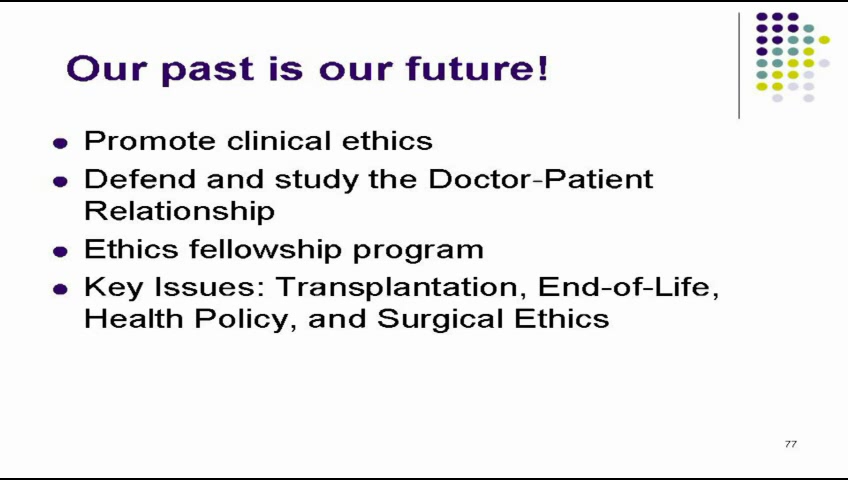 Our past is our future!
Promote clinical ethics
Defend and study the Doctor-Patient
Relationship
Ethics fellowship program
Key Issues: Transplantation, End-of-Life,
Health Policy, and Surgical Ethics
77